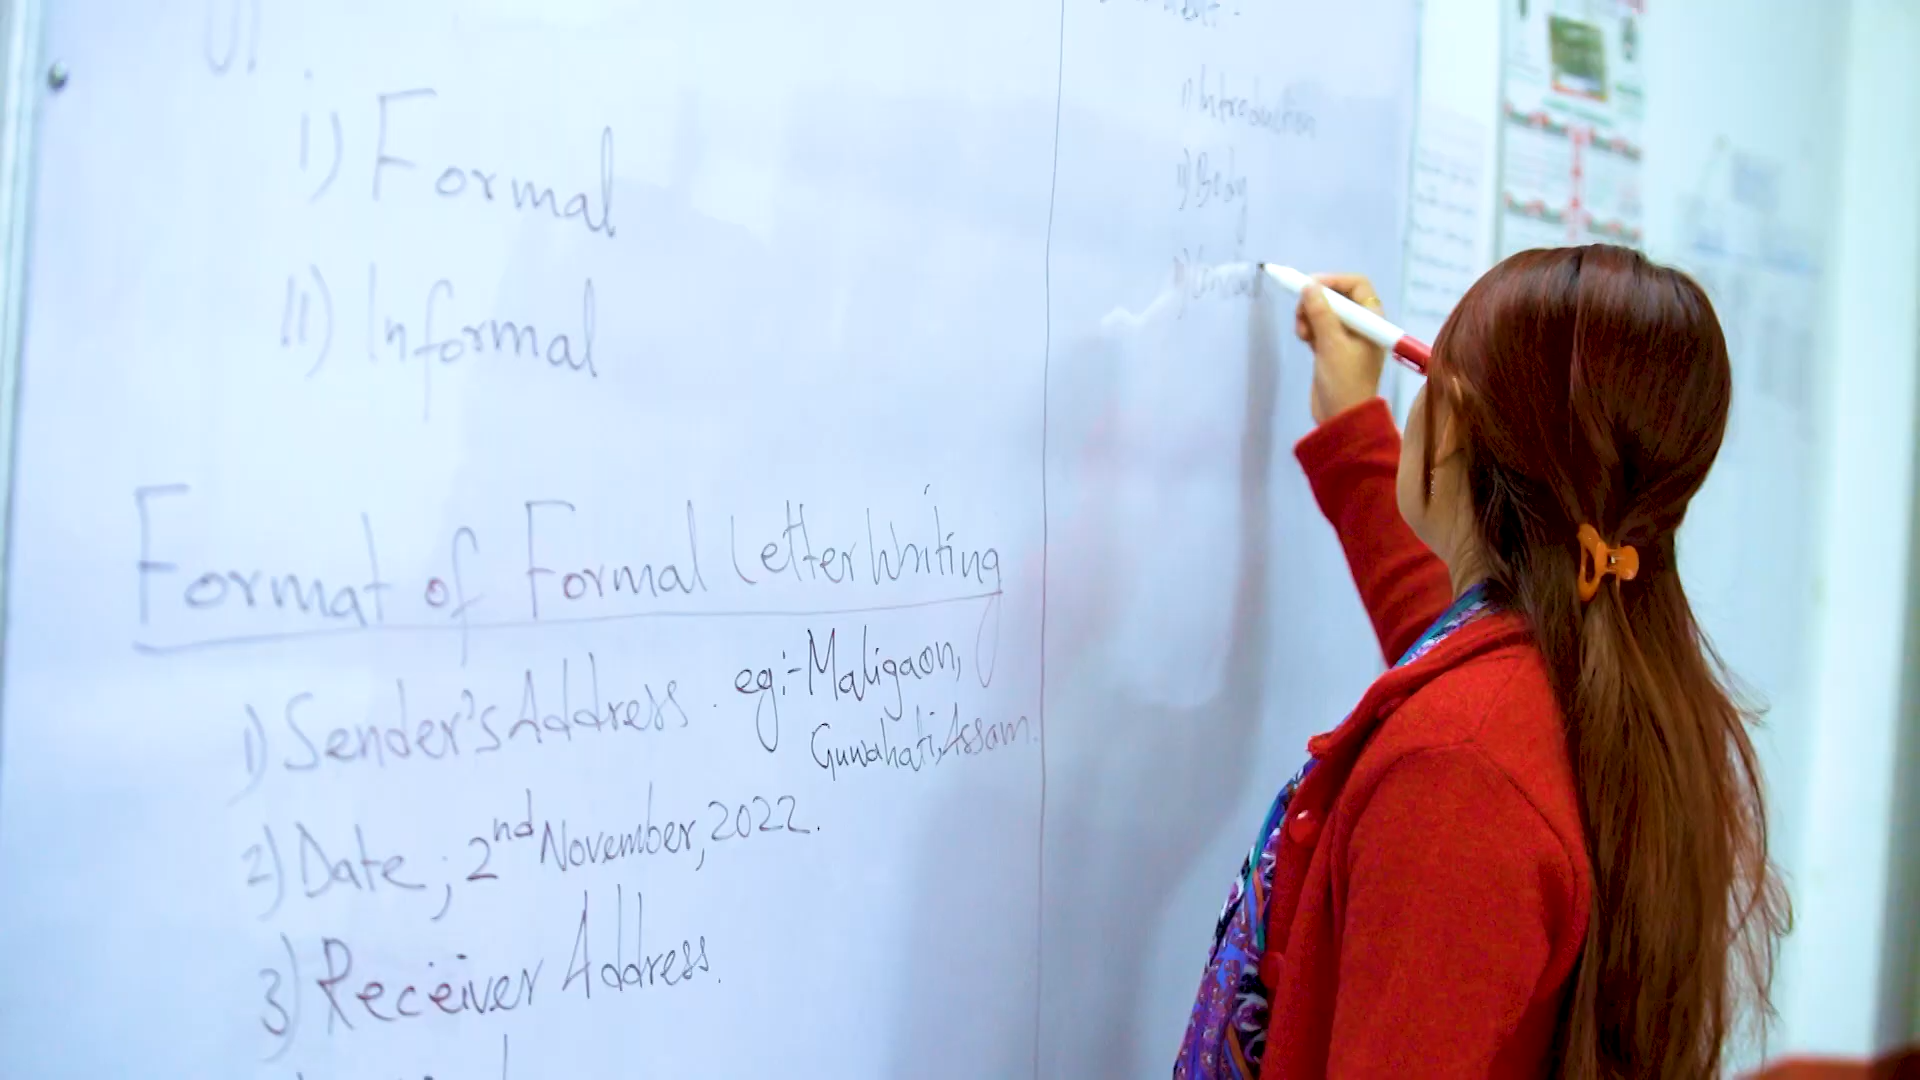 i) Formal
II) Informal
Format of Formal Letter Writing
1) Sender's Address. eg:- Maligaon,
Guwahati, Assam.
2) Date; 2nd November, 2022.
3) Receiver Address.
i) Introduction
ii) Body